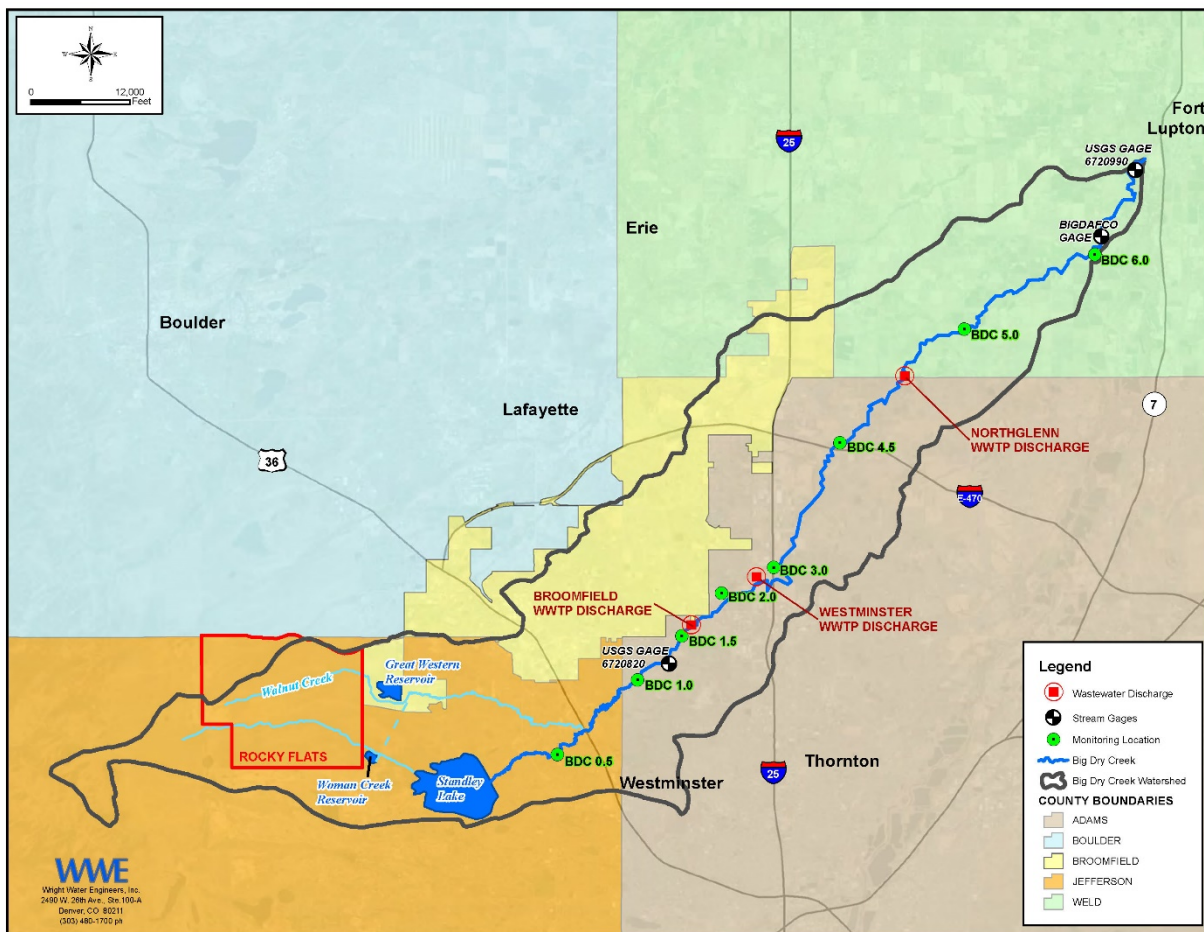 N
W E
S
0 12,000
Feet
Fort
Lupton
25
USGS GAGE
6720990
Erie
BIGDAFCO
GAGE
BDC 6.0
Boulder
BDC 5.0
Lafayette
7
NORTHGLENN
WWTP DISCHARGE
36
BDC 4.5
E-470
BDC 3.0
BROOMFIELD
WWTP DISCHARGE
BDC 2.0
WESTMINSTER
WWTP DISCHARGE
BDC 1.5
USGS GAGE
6720820
Great Western
Reservoir
BDC 1.0
Walnut Creek
ROCKY FLATS
BDC 0.5
Woman Creek
Reservoir
Standley
Lake
Westminster
Thornton
25
Legend
Wastewater Discharge
Stream Gages
Monitoring Location
Big Dry Creek
Big Dry Creek Watershed
COUNTY BOUNDARIES
ADAMS
BOULDER
BROOMFIELD
JEFFERSON
WELD
WWE
Wright Water Engineers, Inc.
2490 W. 26th Ave., Ste.100-A
Denver, CO 80211
(303) 480-1700 ph